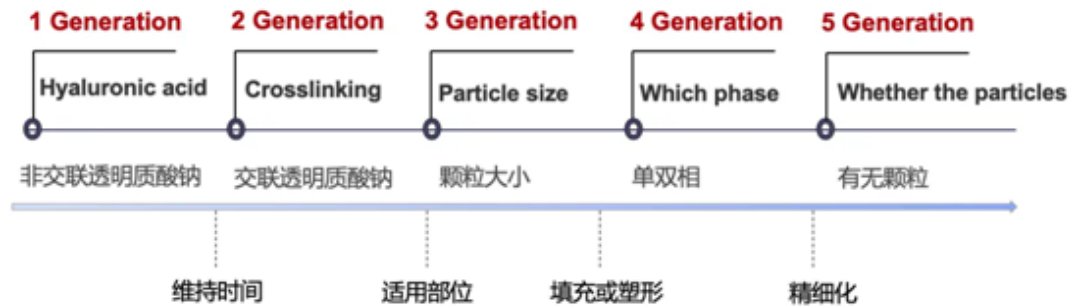 1 Generation
2 Generation
3 Generation
4 Generation
5 Generation
Hyaluronic acid
Crosslinking
Particle size
Which phase
Whether the particles
非交联透明质酸钠
交联透明质酸钠
颗粒大小
单双相
有无颗粒
维持时间
适用部位
填充或塑形
精细化